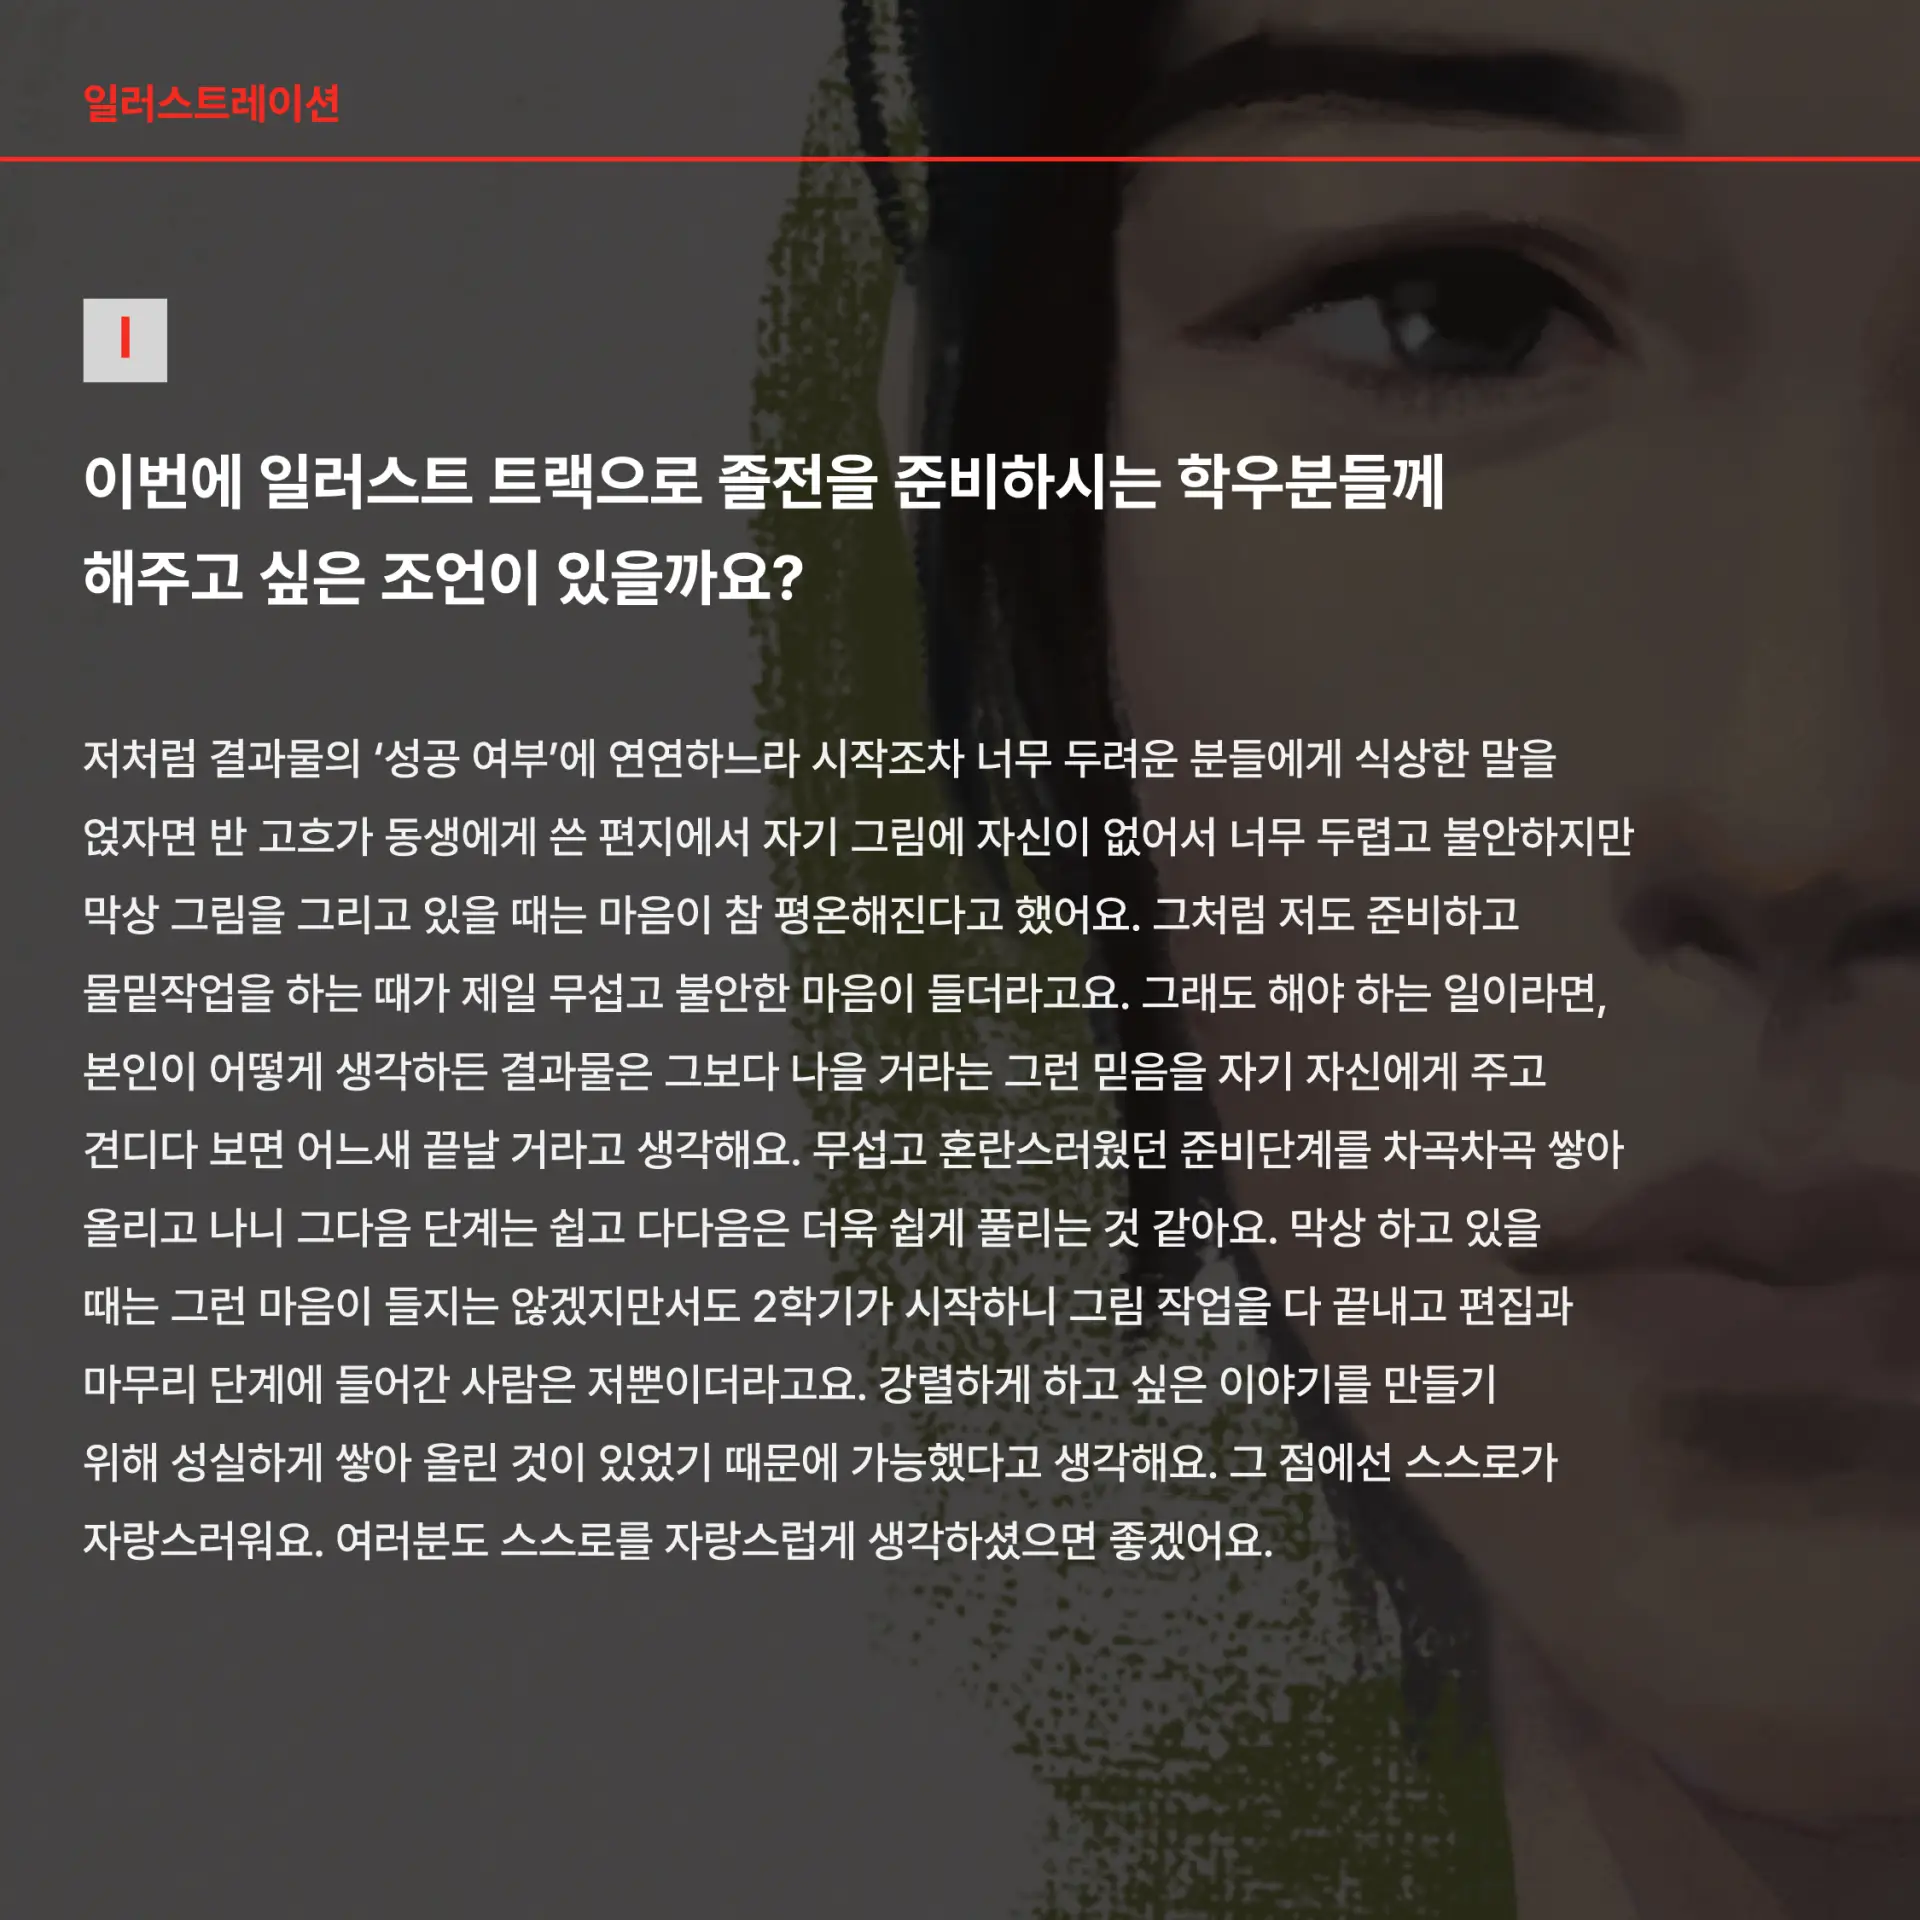 일러스트레이션
I
이번에 일러스트 트랙으로 졸전을 준비하시는 학우분들께
해주고 싶은 조언이 있을까요?
저처럼 결과물의 ‘성공 여부’에 연연하느라 시작조차 너무 두려운 분들에게 식상한 말을
얹자면 반 고흐가 동생에게 쓴 편지에서 자기 그림에 자신이 없어서 너무 두렵고 불안하지만
막상 그림을 그리고 있을 때는 마음이 참 평온해진다고 했어요. 그처럼 저도 준비하고
물밑작업을 하는 때가 제일 무섭고 불안한 마음이 들더라고요. 그래도 해야 하는 일이라면,
본인이 어떻게 생각하든 결과물은 그보다 나을 거라는 그런 믿음을 자기 자신에게 주고
견디다 보면 어느새 끝날 거라고 생각해요. 무섭고 혼란스러웠던 준비단계를 차곡차곡 쌓아
올리고 나니 그다음 단계는 쉽고 다다음은 더욱 쉽게 풀리는 것 같아요. 막상 하고 있을
때는 그런 마음이 들지는 않겠지만서도 2학기가 시작하니 그림 작업을 다 끝내고 편집과
마무리 단계에 들어간 사람은 저뿐이더라고요. 강렬하게 하고 싶은 이야기를 만들기
위해 성실하게 쌓아 올린 것이 있었기 때문에 가능했다고 생각해요. 그 점에선 스스로가
자랑스러워요. 여러분도 스스로를 자랑스럽게 생각하셨으면 좋겠어요.